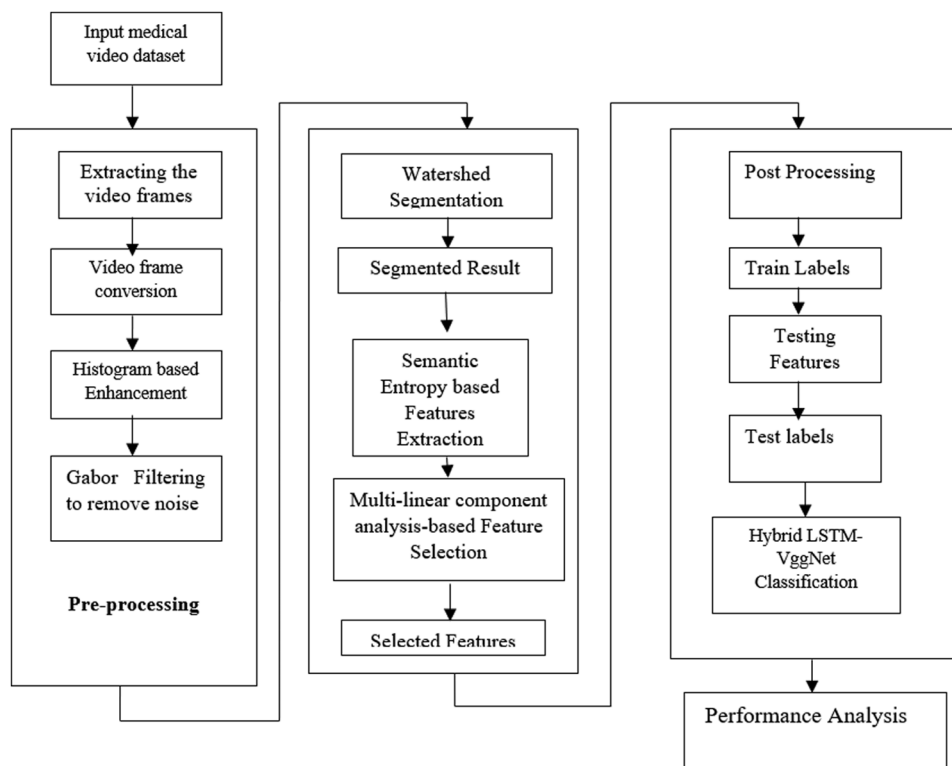 Input medical
video dataset
Extracting the
video frames
Video frame
conversion
Histogram based
Enhancement
Gabor Filtering
to remove noise
Pre-processing
Watershed
Segmentation
Segmented Result
Semantic
Entropy based
Features
Extraction
Multi-linear component
analysis-based Feature
Selection
Selected Features
Post Processing
Train Labels
Testing
Features
Test labels
Hybrid LSTM-
VggNet
Classification
Performance Analysis